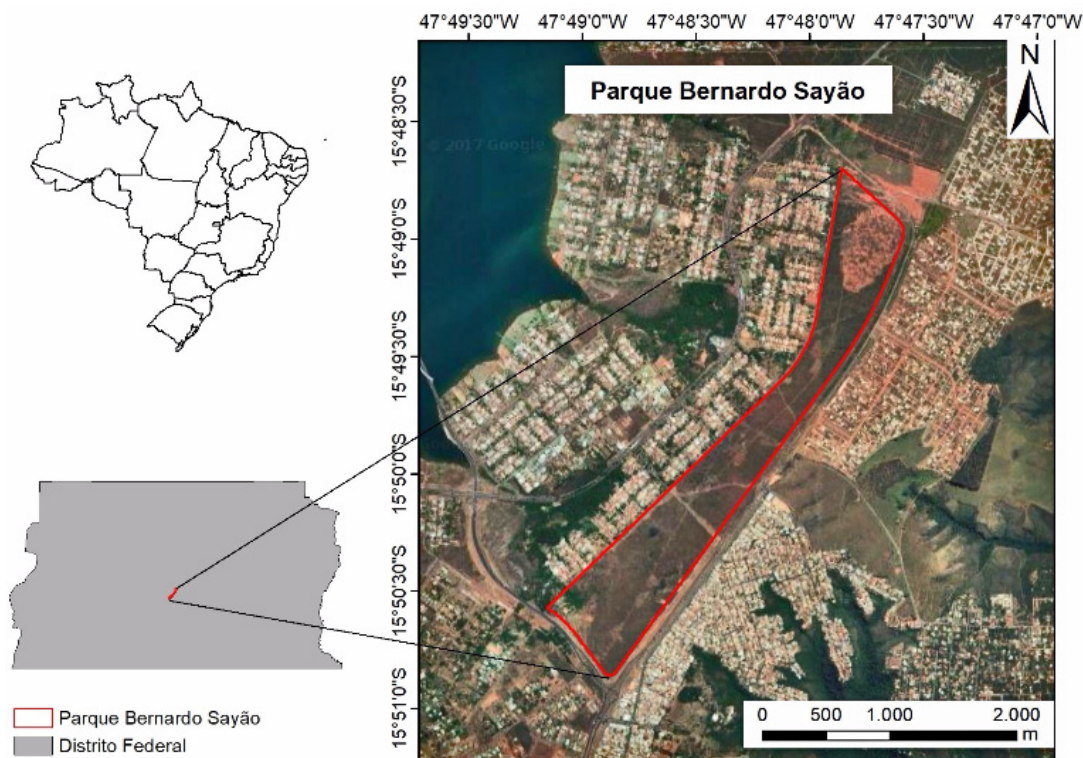 47°49'30"W 47°49'0"W 47°48'30"W 47°48'0"W 47°47'30"W 47°47'0"W
N
Parque Bernardo Sayão
© 2017 Google
15°48'30"S
15°49'0"S
15°49'30"S
15°50'0"S
15°50'30"S
15°51'0"S
Parque Bernardo Sayão
Distrito Federal
0 500 1.000 2.000
m